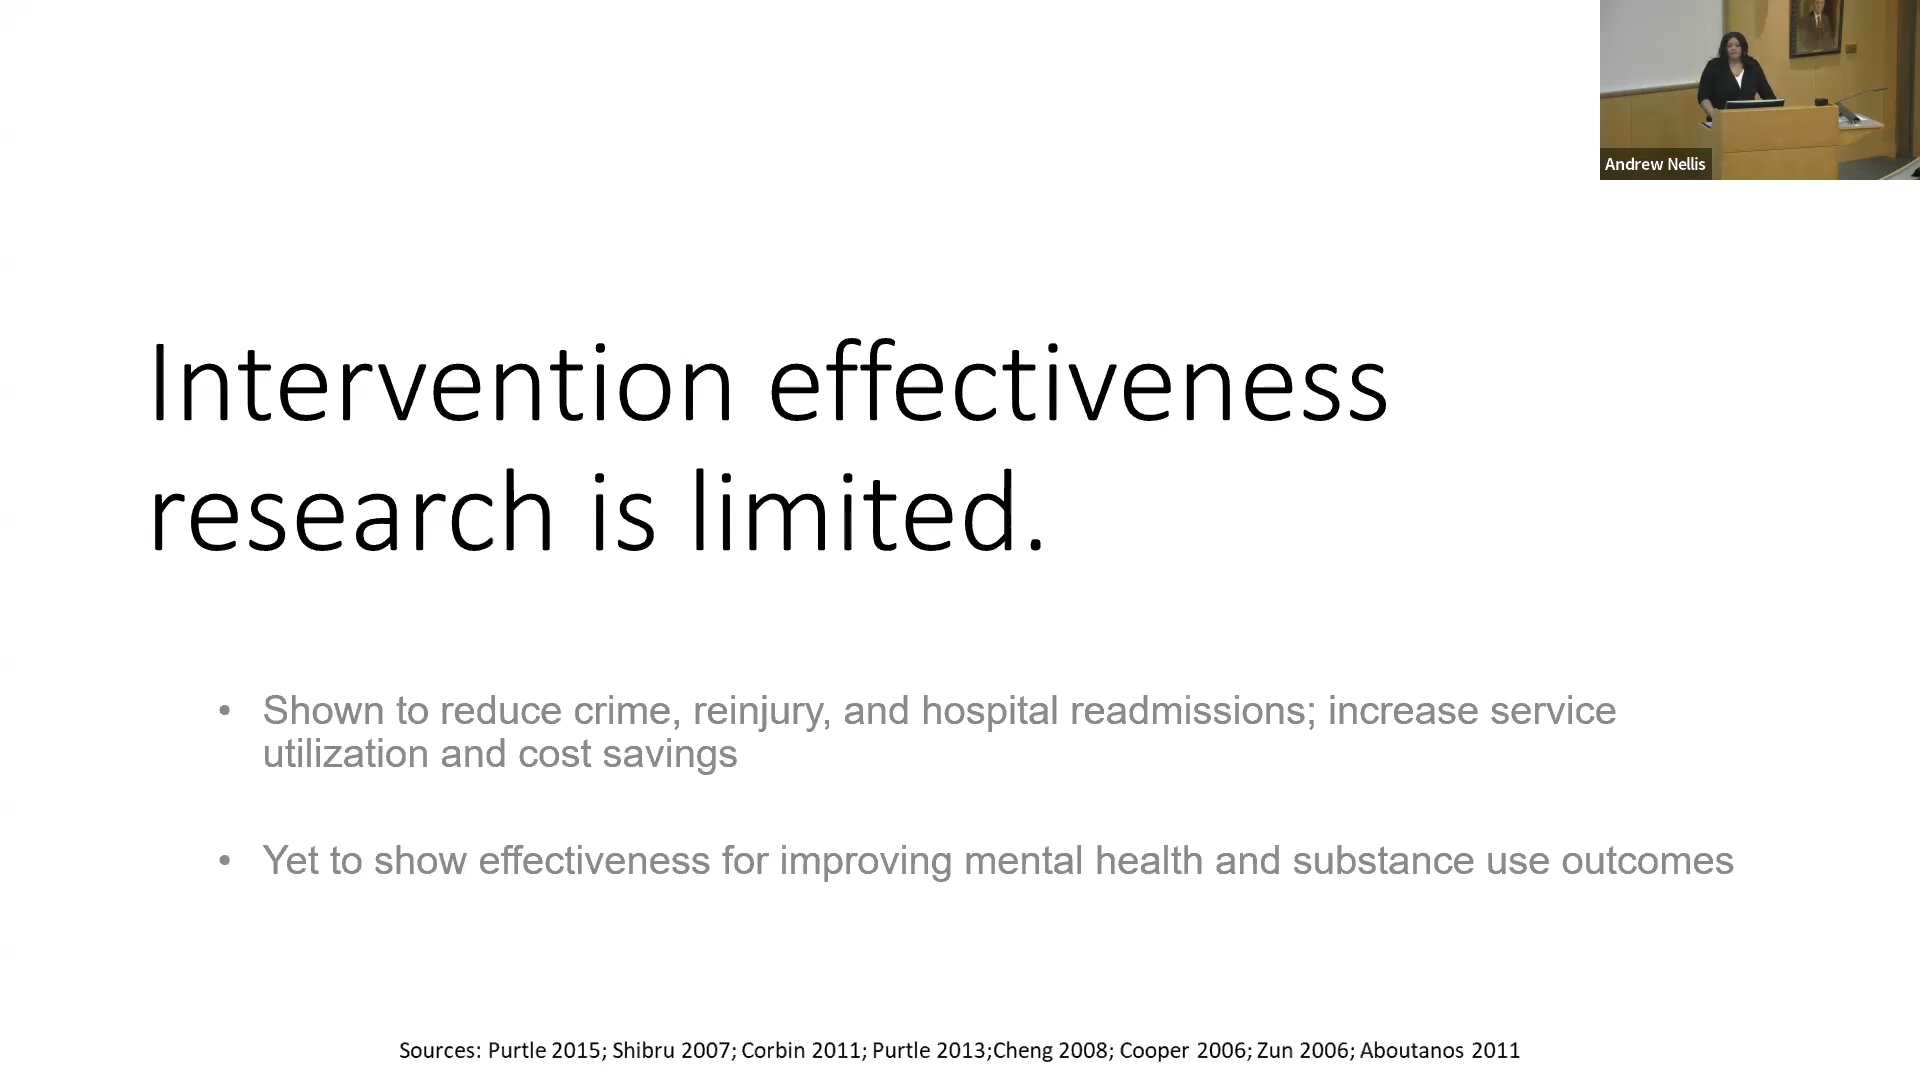 Andrew Nellis
Intervention effectiveness
research is limited.
• Shown to reduce crime, reinjury, and hospital readmissions; increase service
utilization and cost savings
• Yet to show effectiveness for improving mental health and substance use outcomes
Sources: Purtle 2015; Shibru 2007; Corbin 2011; Purtle 2013;Cheng 2008; Cooper 2006; Zun 2006; Aboutanos 2011